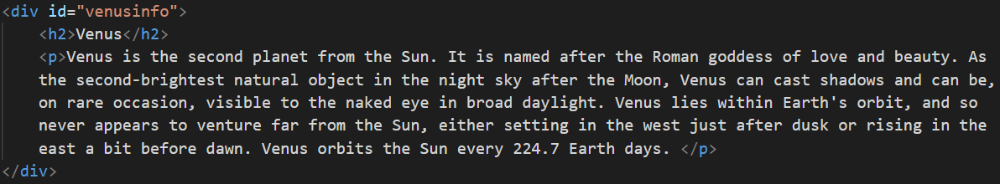 <div id="venusinfo">
<h2>Venus</h2>
<p>Venus is the second planet from the Sun. It is named after the Roman goddess of love and beauty. As
the second-brightest natural object in the night sky after the Moon, Venus can cast shadows and can be,
on rare occasion, visible to the naked eye in broad daylight. Venus lies within Earth's orbit, and so
never appears to venture far from the Sun, either setting in the west just after dusk or rising in the
east a bit before dawn. Venus orbits the Sun every 224.7 Earth days. </p>
</div>